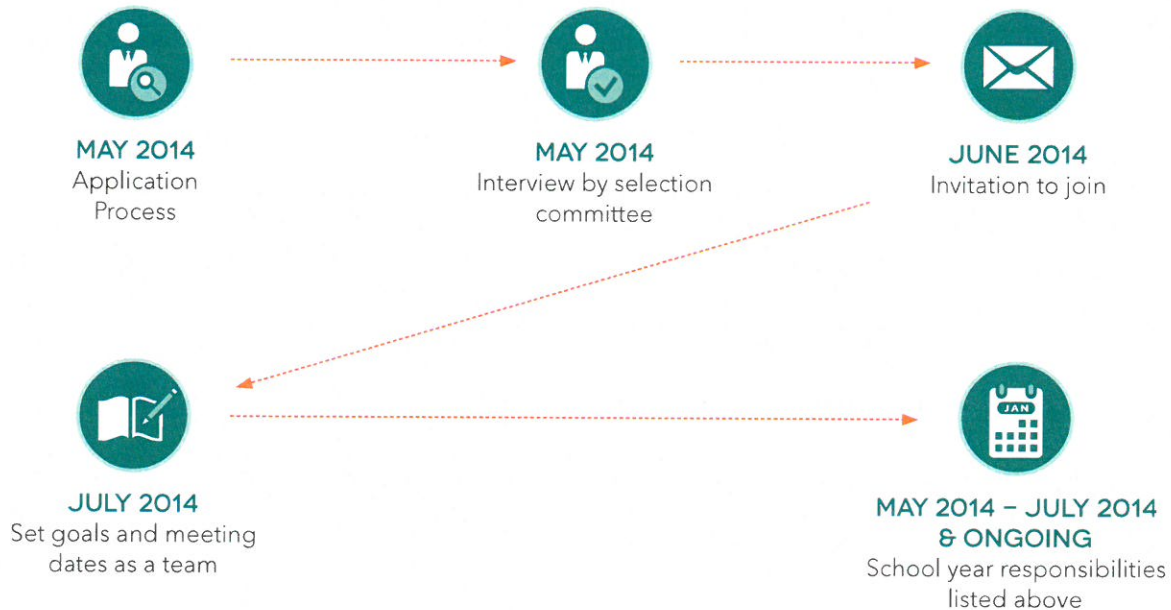 MAY 2014
Application
Process
MAY 2014
Interview by selection
committee
JUNE 2014
Invitation to join
JULY 2014
Set goals and meeting
dates as a team
JAN
MAY 2014 – JULY 2014
& ONGOING
School year responsibilities
listed above